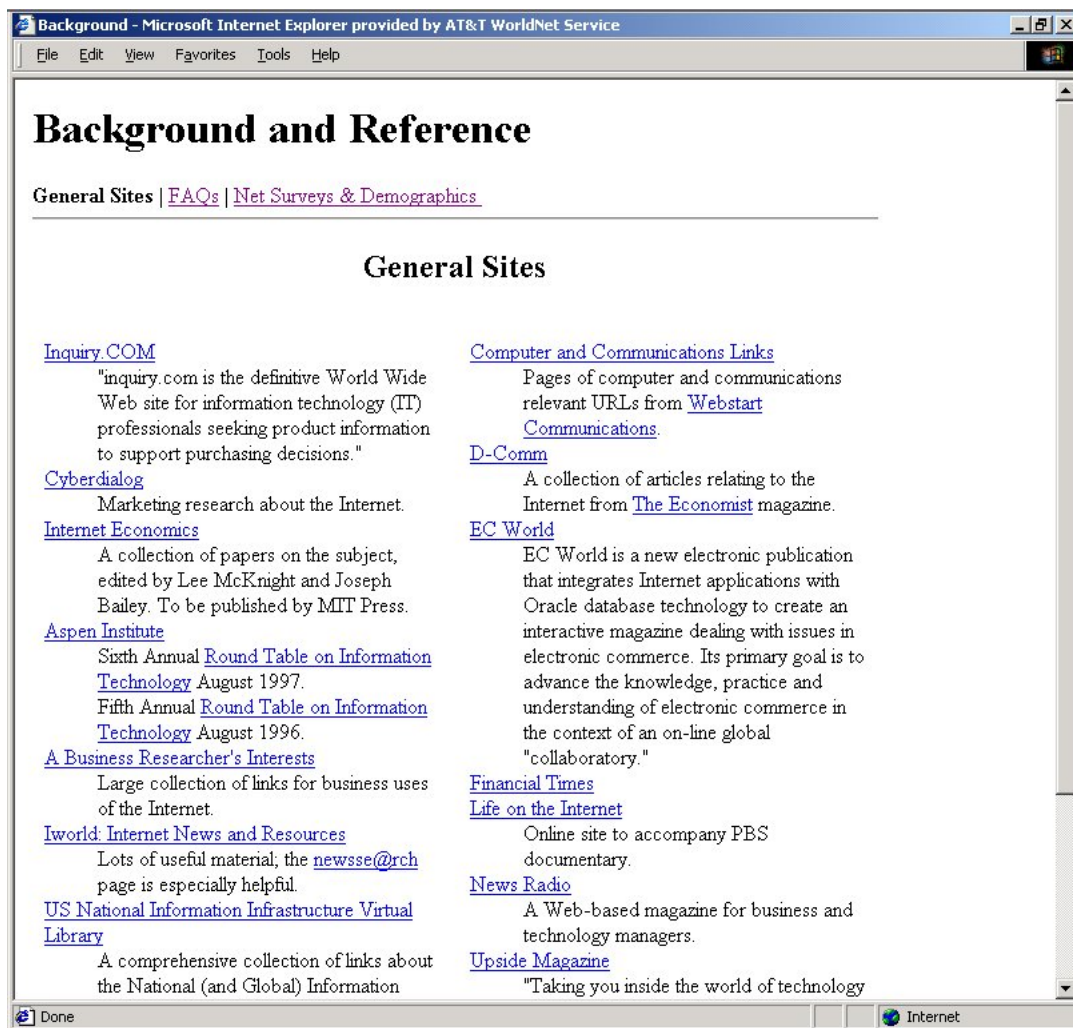 Background - Microsoft Internet Explorer provided by AT&T WorldNet Service
File Edit View Favorites Tools Help
Background and Reference
General Sites | FAQs | Net Surveys & Demographics
General Sites
Inquiry.COM
"inquiry.com is the definitive World Wide
Web site for information technology (IT)
professionals seeking product information
to support purchasing decisions."
Cyberdialog
Marketing research about the Internet.
Internet Economics
A collection of papers on the subject,
edited by Lee McKnight and Joseph
Bailey. To be published by MIT Press.
Aspen Institute
Sixth Annual Round Table on Information
Technology August 1997.
Fifth Annual Round Table on Information
Technology August 1996.
A Business Researcher's Interests
Large collection of links for business uses
of the Internet.
Iworld: Internet News and Resources
Lots of useful material; the newsse@rch
page is especially helpful.
US National Information Infrastructure Virtual
Library
A comprehensive collection of links about
the National (and Global) Information
Computer and Communications Links
Pages of computer and communications
relevant URLs from Webstart
Communications.
D-Comm
A collection of articles relating to the
Internet from The Economist magazine.
EC World
EC World is a new electronic publication
that integrates Internet applications with
Oracle database technology to create an
interactive magazine dealing with issues in
electronic commerce. Its primary goal is to
advance the knowledge, practice and
understanding of electronic commerce in
the context of an on-line global
"collaboratory."
Financial Times
Life on the Internet
Online site to accompany PBS
documentary.
News Radio
A Web-based magazine for business and
technology managers.
Upside Magazine
"Taking you inside the world of technology
Done
Internet